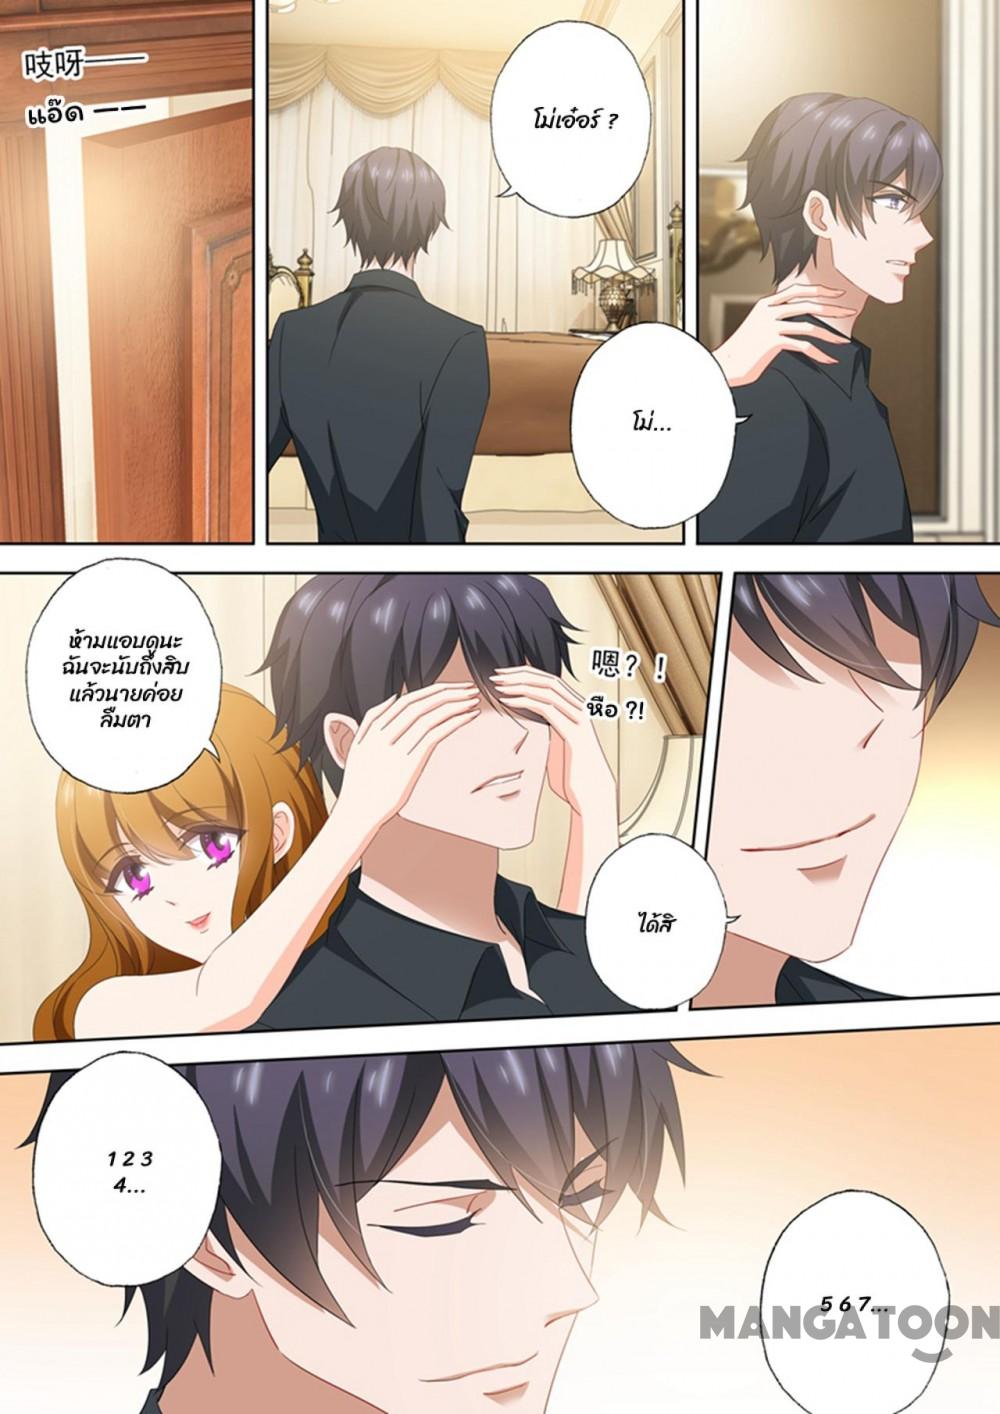 吱呀——
แอ๊ด ——
โม่เอ๋อร์ ?
โม่...
ห้ามแอบดูนะ
ฉันจะนับถึงสิบ
แล้วนายค่อย
ลืมตา
嗯？！
หือ ?!
ได้สิ
1 2 3
4...
5 6 7...
MANGATOON